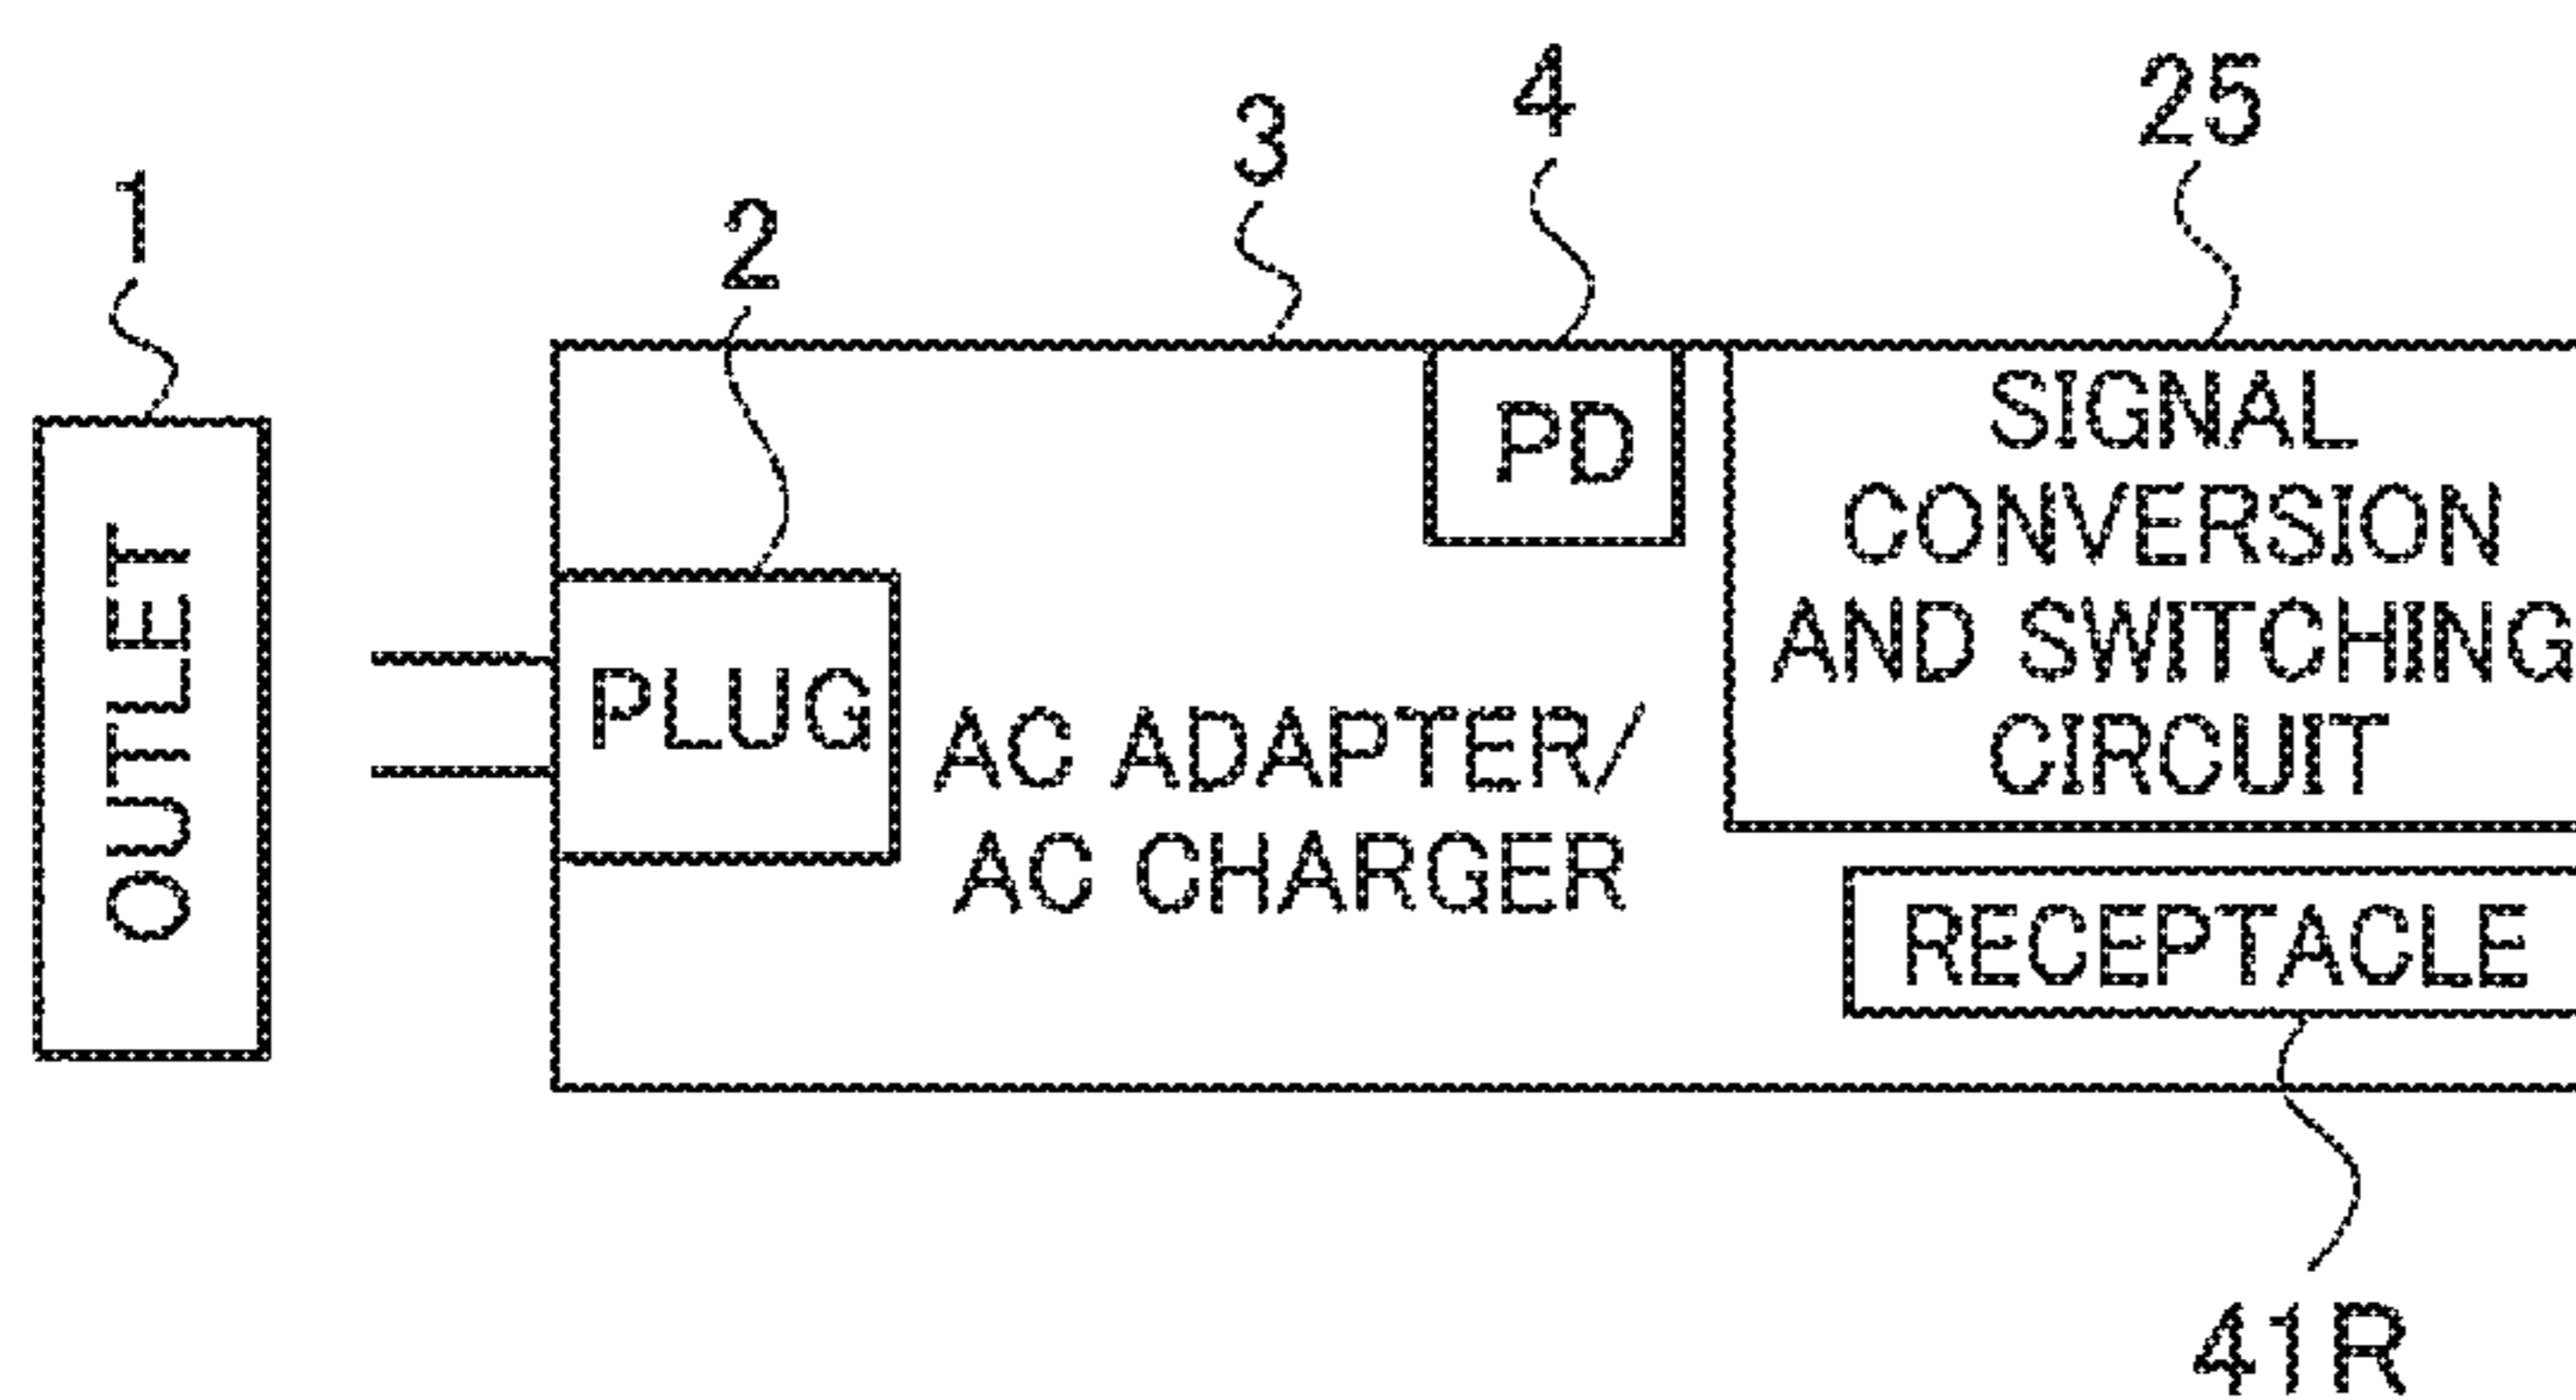 1
2
3
4
25
OUTLET
PLUG
AC ADAPTER/
AC CHARGER
PD
SIGNAL
CONVERSION
AND SWITCHING
CIRCUIT
RECEPTACLE
41R